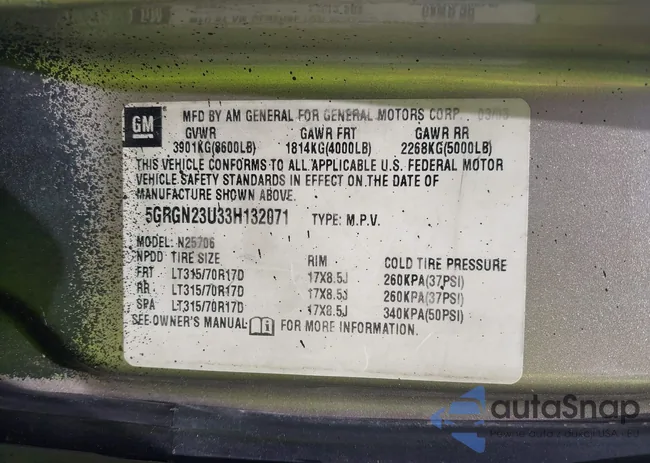 GM
MFD BY AM GENERAL FOR GENERAL MOTORS CORP
GVWR GAWR FRT GAWR RR
3901KG(8600LB) 1814KG(4000LB) 2268KG(5000LB)
THIS VEHICLE CONFORMS TO ALL APPLICABLE U.S. FEDERAL MOTOR
VEHICLE SAFETY STANDARDS IN EFFECT ON THE DATE OF
MANUFACTURE SHOWN ABOVE.
5GRGN23U33H132071 TYPE: M.P.V.
MODEL: N25706
NPDD TIRE SIZE RIM COLD TIRE PRESSURE
FRT LT315/70R17D 17X8.5J 260KPA(37PSI)
RR LT315/70R17D 17X8.5J 260KPA(37PSI)
SPA LT315/70R17D 17X8.5J 340KPA(50PSI)
SEE OWNER'S MANUAL FOR MORE INFORMATION.
autaSnap